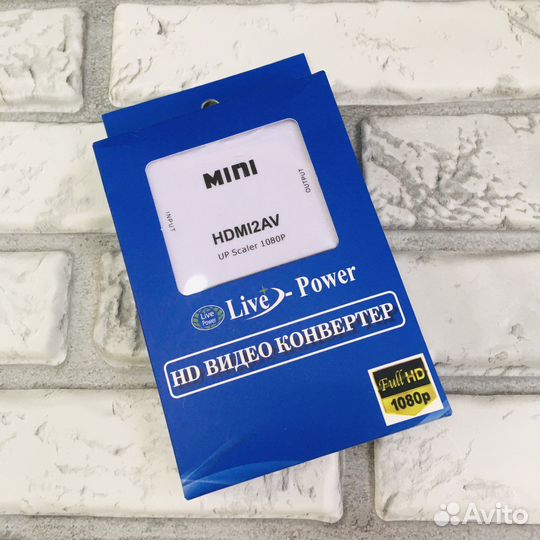 MINI
INPUT
OUTPUT
HDMI2AV
UP Scaler 1080P
Live Power
Live - Power
HD ВИДЕО КОНВЕРТЕР
Full HD
1080p
Avito